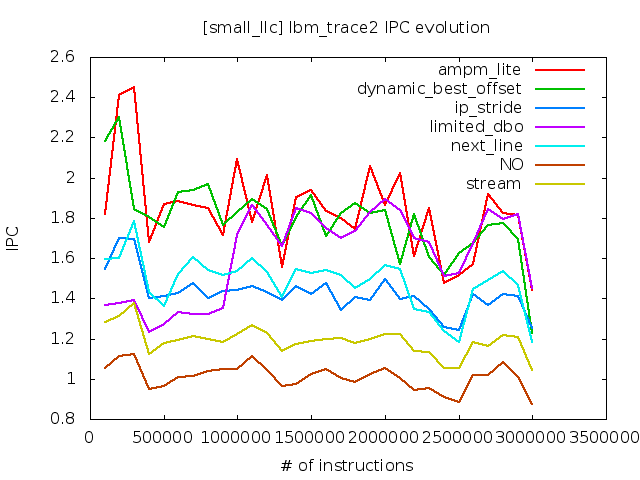 [small_llc] lbm_trace2 IPC evolution
IPC
2.6
2.4
2.2
2
1.8
1.6
1.4
1.2
1
0.8
ampm_lite
dynamic_best_offset
ip_stride
limited_dbo
next_line
NO
stream
0 500000 1000000 1500000 2000000 2500000 3000000 3500000
# of instructions